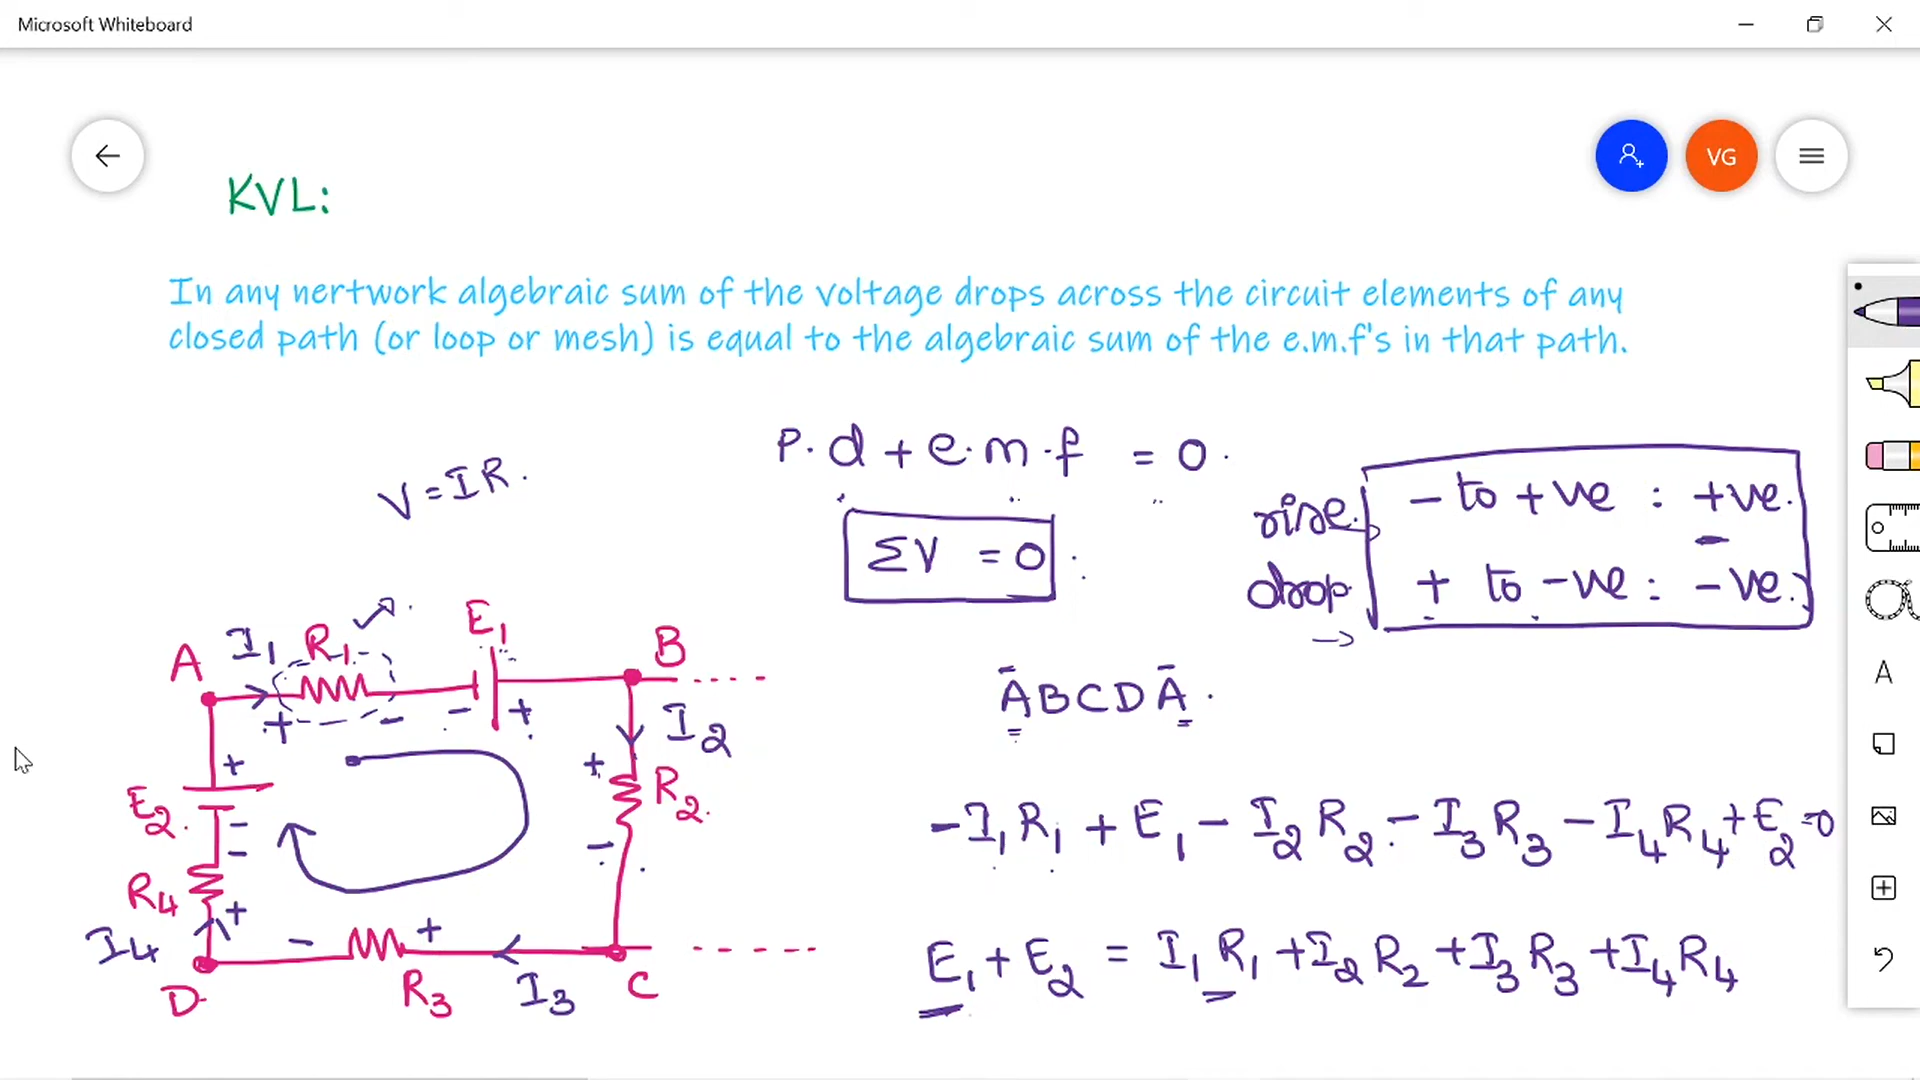 Microsoft Whiteboard
VG
KVL:
In any nertwork algebraic sum of the voltage drops across the circuit elements of any
closed path (or loop or mesh) is equal to the algebraic sum of the e.m.f's in that path.
P.d + e.m.f = 0.
V = IR.
ΣV = 0
rise - to +ve : +ve.
drop + to -ve : -ve.
A I₁ R₁ E₁ B
+ - - +
I₂
+ +
E₂ R₂
- -
-
R₄ +
I₄ - +
D R₃ I₃ C
ABCDA.
-I₁R₁ + E₁ - I₂R₂ - I₃R₃ - I₄R₄ + E₂ = 0
E₁ + E₂ = I₁R₁ + I₂R₂ + I₃R₃ + I₄R₄
A